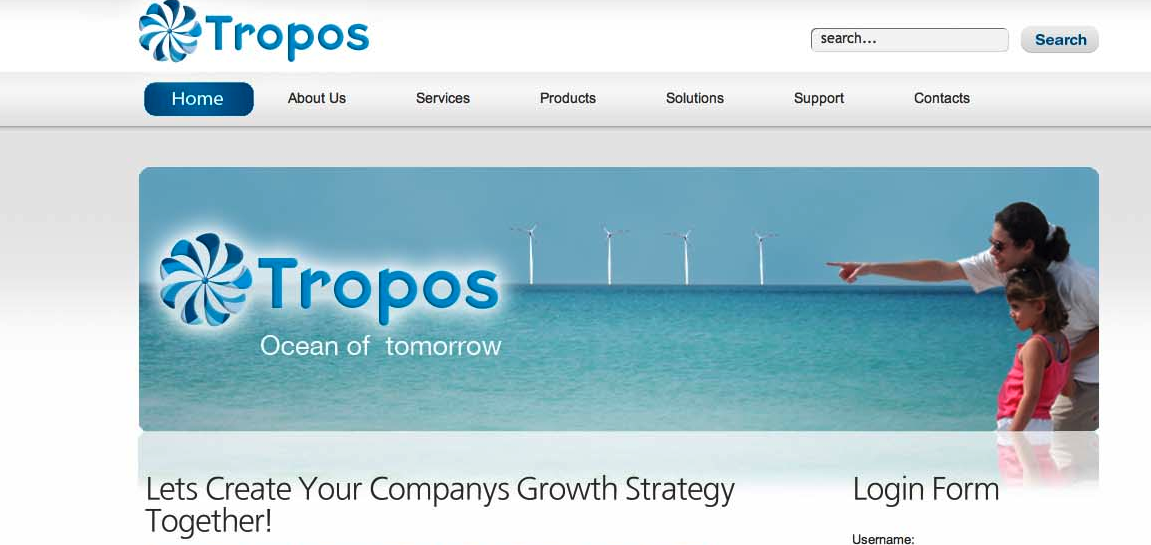 Tropos
search...
Search
Home
About Us
Services
Products
Solutions
Support
Contacts
Tropos
Ocean of tomorrow
Lets Create Your Companys Growth Strategy
Together!
Login Form
Username: